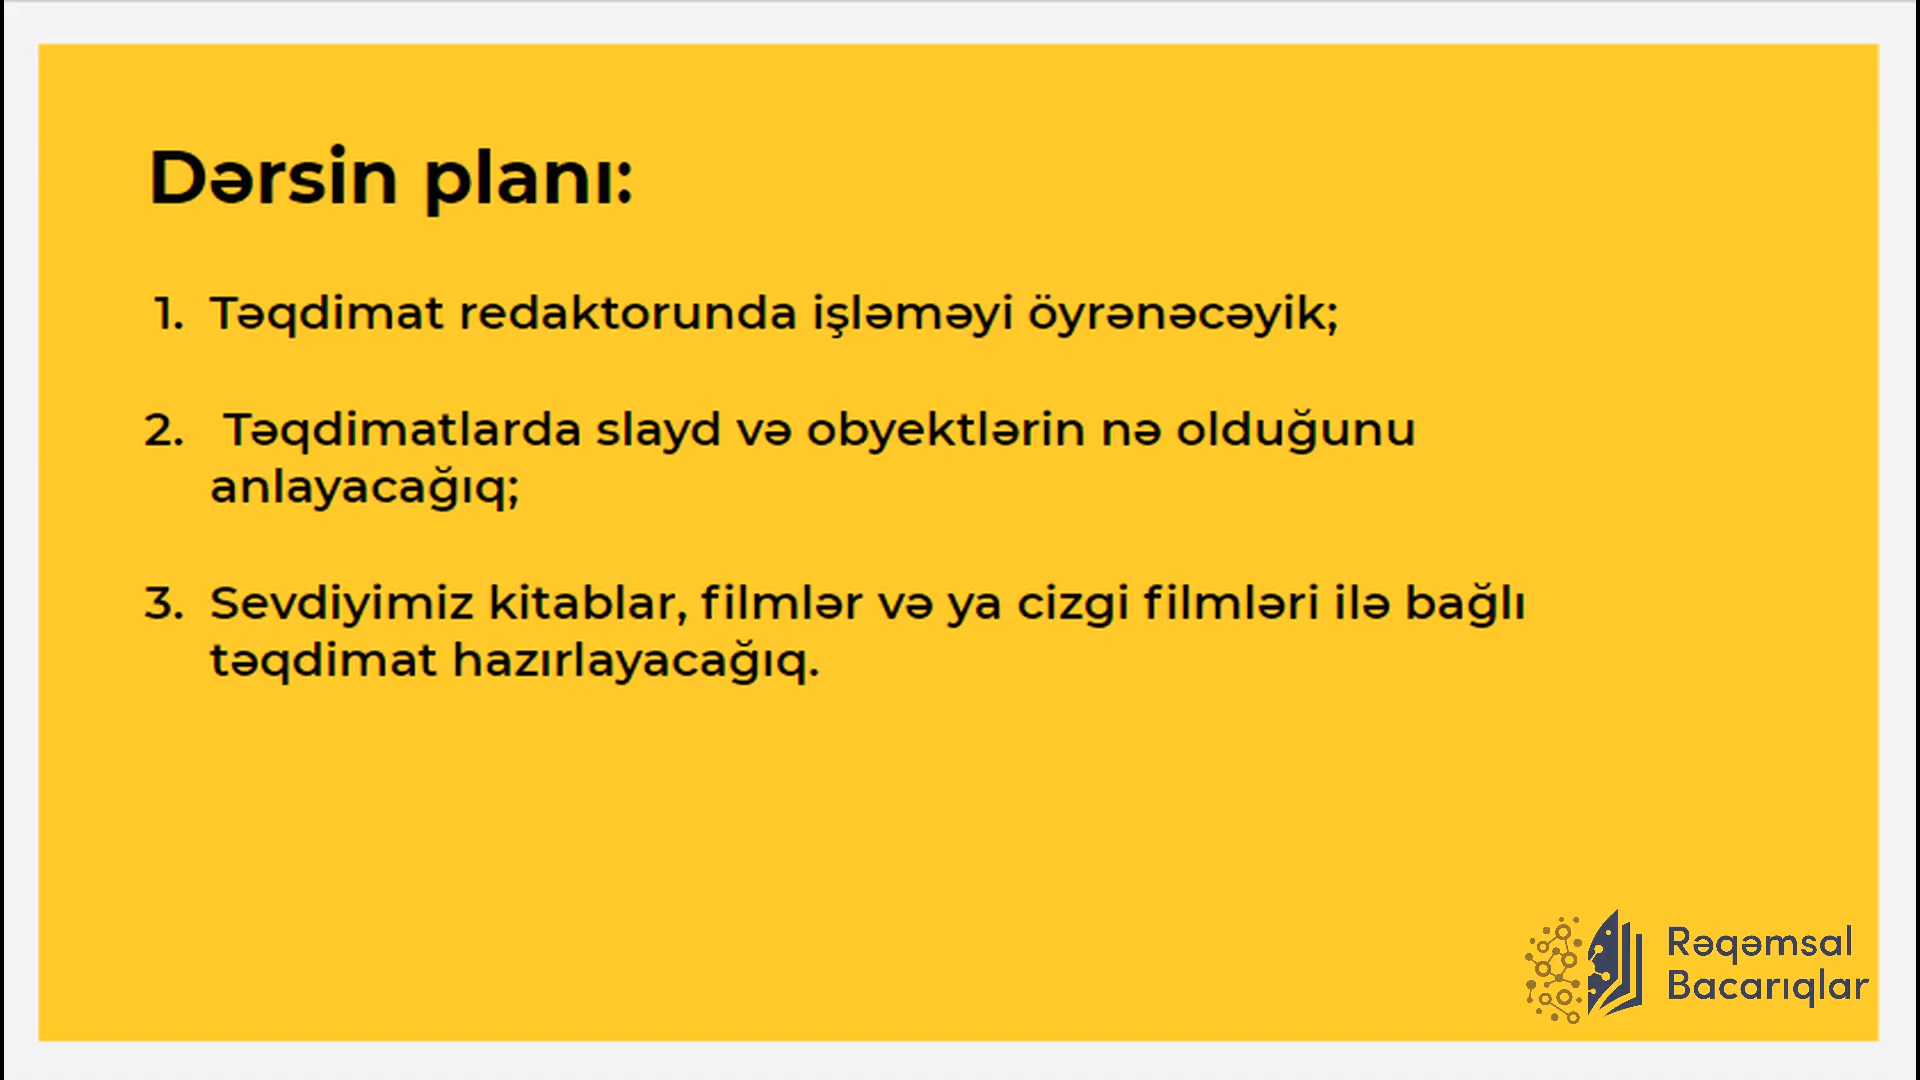 Dərsin planı:
1. Təqdimat redaktorunda işləməyi öyrənəcəyik;
2. Təqdimatlarda slayd və obyektlərin nə olduğunu
anlayacağıq;
3. Sevdiyimiz kitablar, filmlər və ya cizgi filmləri ilə bağlı
təqdimat hazırlayacağıq.
Rəqəmsal
Bacarıqlar